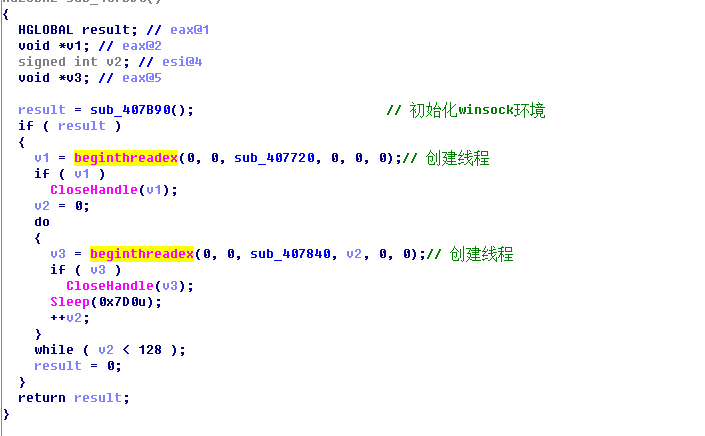 {
HGLOBAL result; // eax@1
void *v1; // eax@2
signed int v2; // esi@4
void *v3; // eax@5
result = sub_407B90(); // 初始化winsock环境
if ( result )
{
v1 = beginthreadex(0, 0, sub_407720, 0, 0, 0);// 创建线程
if ( v1 )
CloseHandle(v1);
v2 = 0;
do
{
v3 = beginthreadex(0, 0, sub_407840, v2, 0, 0);// 创建线程
if ( v3 )
CloseHandle(v3);
Sleep(0x7D0u);
++v2;
}
while ( v2 < 128 );
result = 0;
}
return result;
}